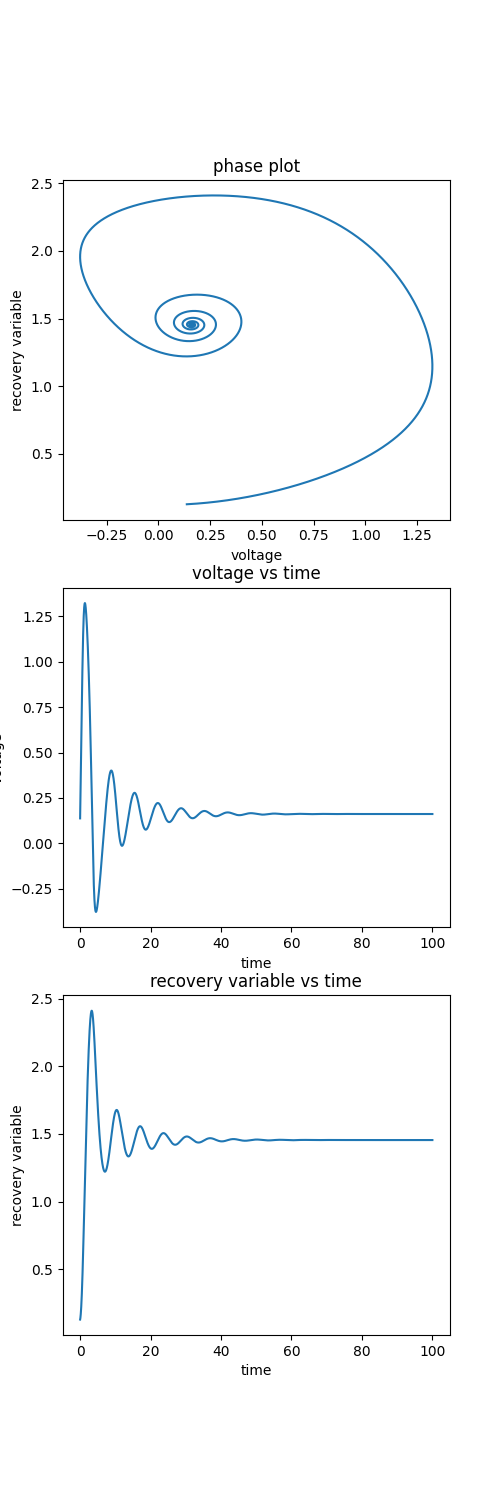 phase plot
2.5
2.0
1.5
1.0
0.5
recovery variable
−0.25 0.00 0.25 0.50 0.75 1.00 1.25
voltage
voltage vs time
1.25
1.00
0.75
0.50
0.25
0.00
−0.25
0 20 40 60 80 100
time
recovery variable vs time
2.5
2.0
1.5
1.0
0.5
recovery variable
0 20 40 60 80 100
time